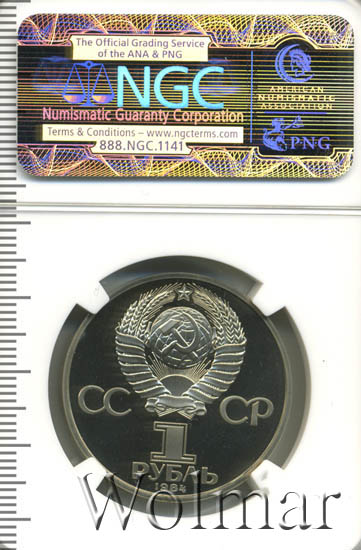 The Official Grading Service
of the ANA & PNG
NGC
Numismatic Guaranty Corporation
Terms & Conditions – www.ngcterms.com
888.NGC.1141
AMERICAN
NUMISMATIC
ASSOCIATION
PNG
СС СР
1
РУБЛЬ
1984
Wolmar